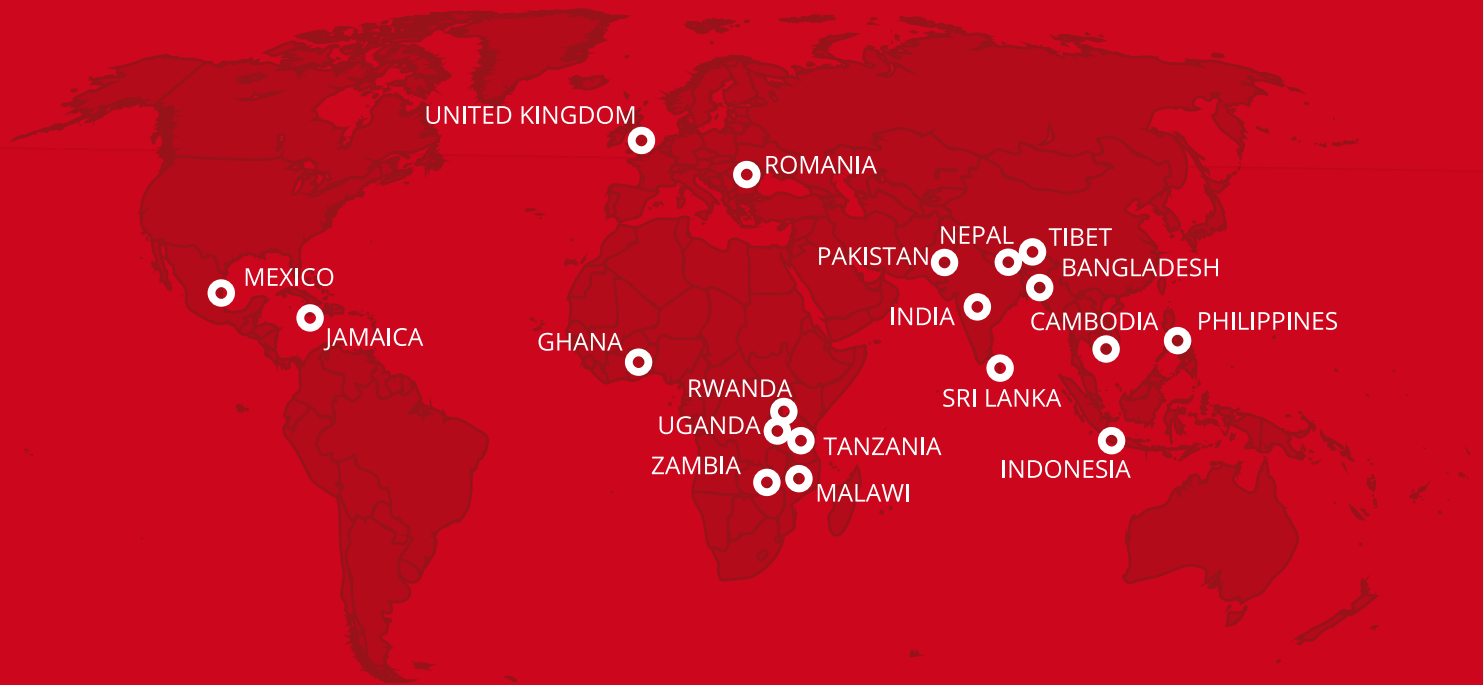 UNITED KINGDOM
ROMANIA
NEPAL
TIBET
PAKISTAN
BANGLADESH
MEXICO
INDIA
CAMBODIA
PHILIPPINES
JAMAICA
GHANA
RWANDA
SRI LANKA
UGANDA
TANZANIA
ZAMBIA
INDONESIA
MALAWI